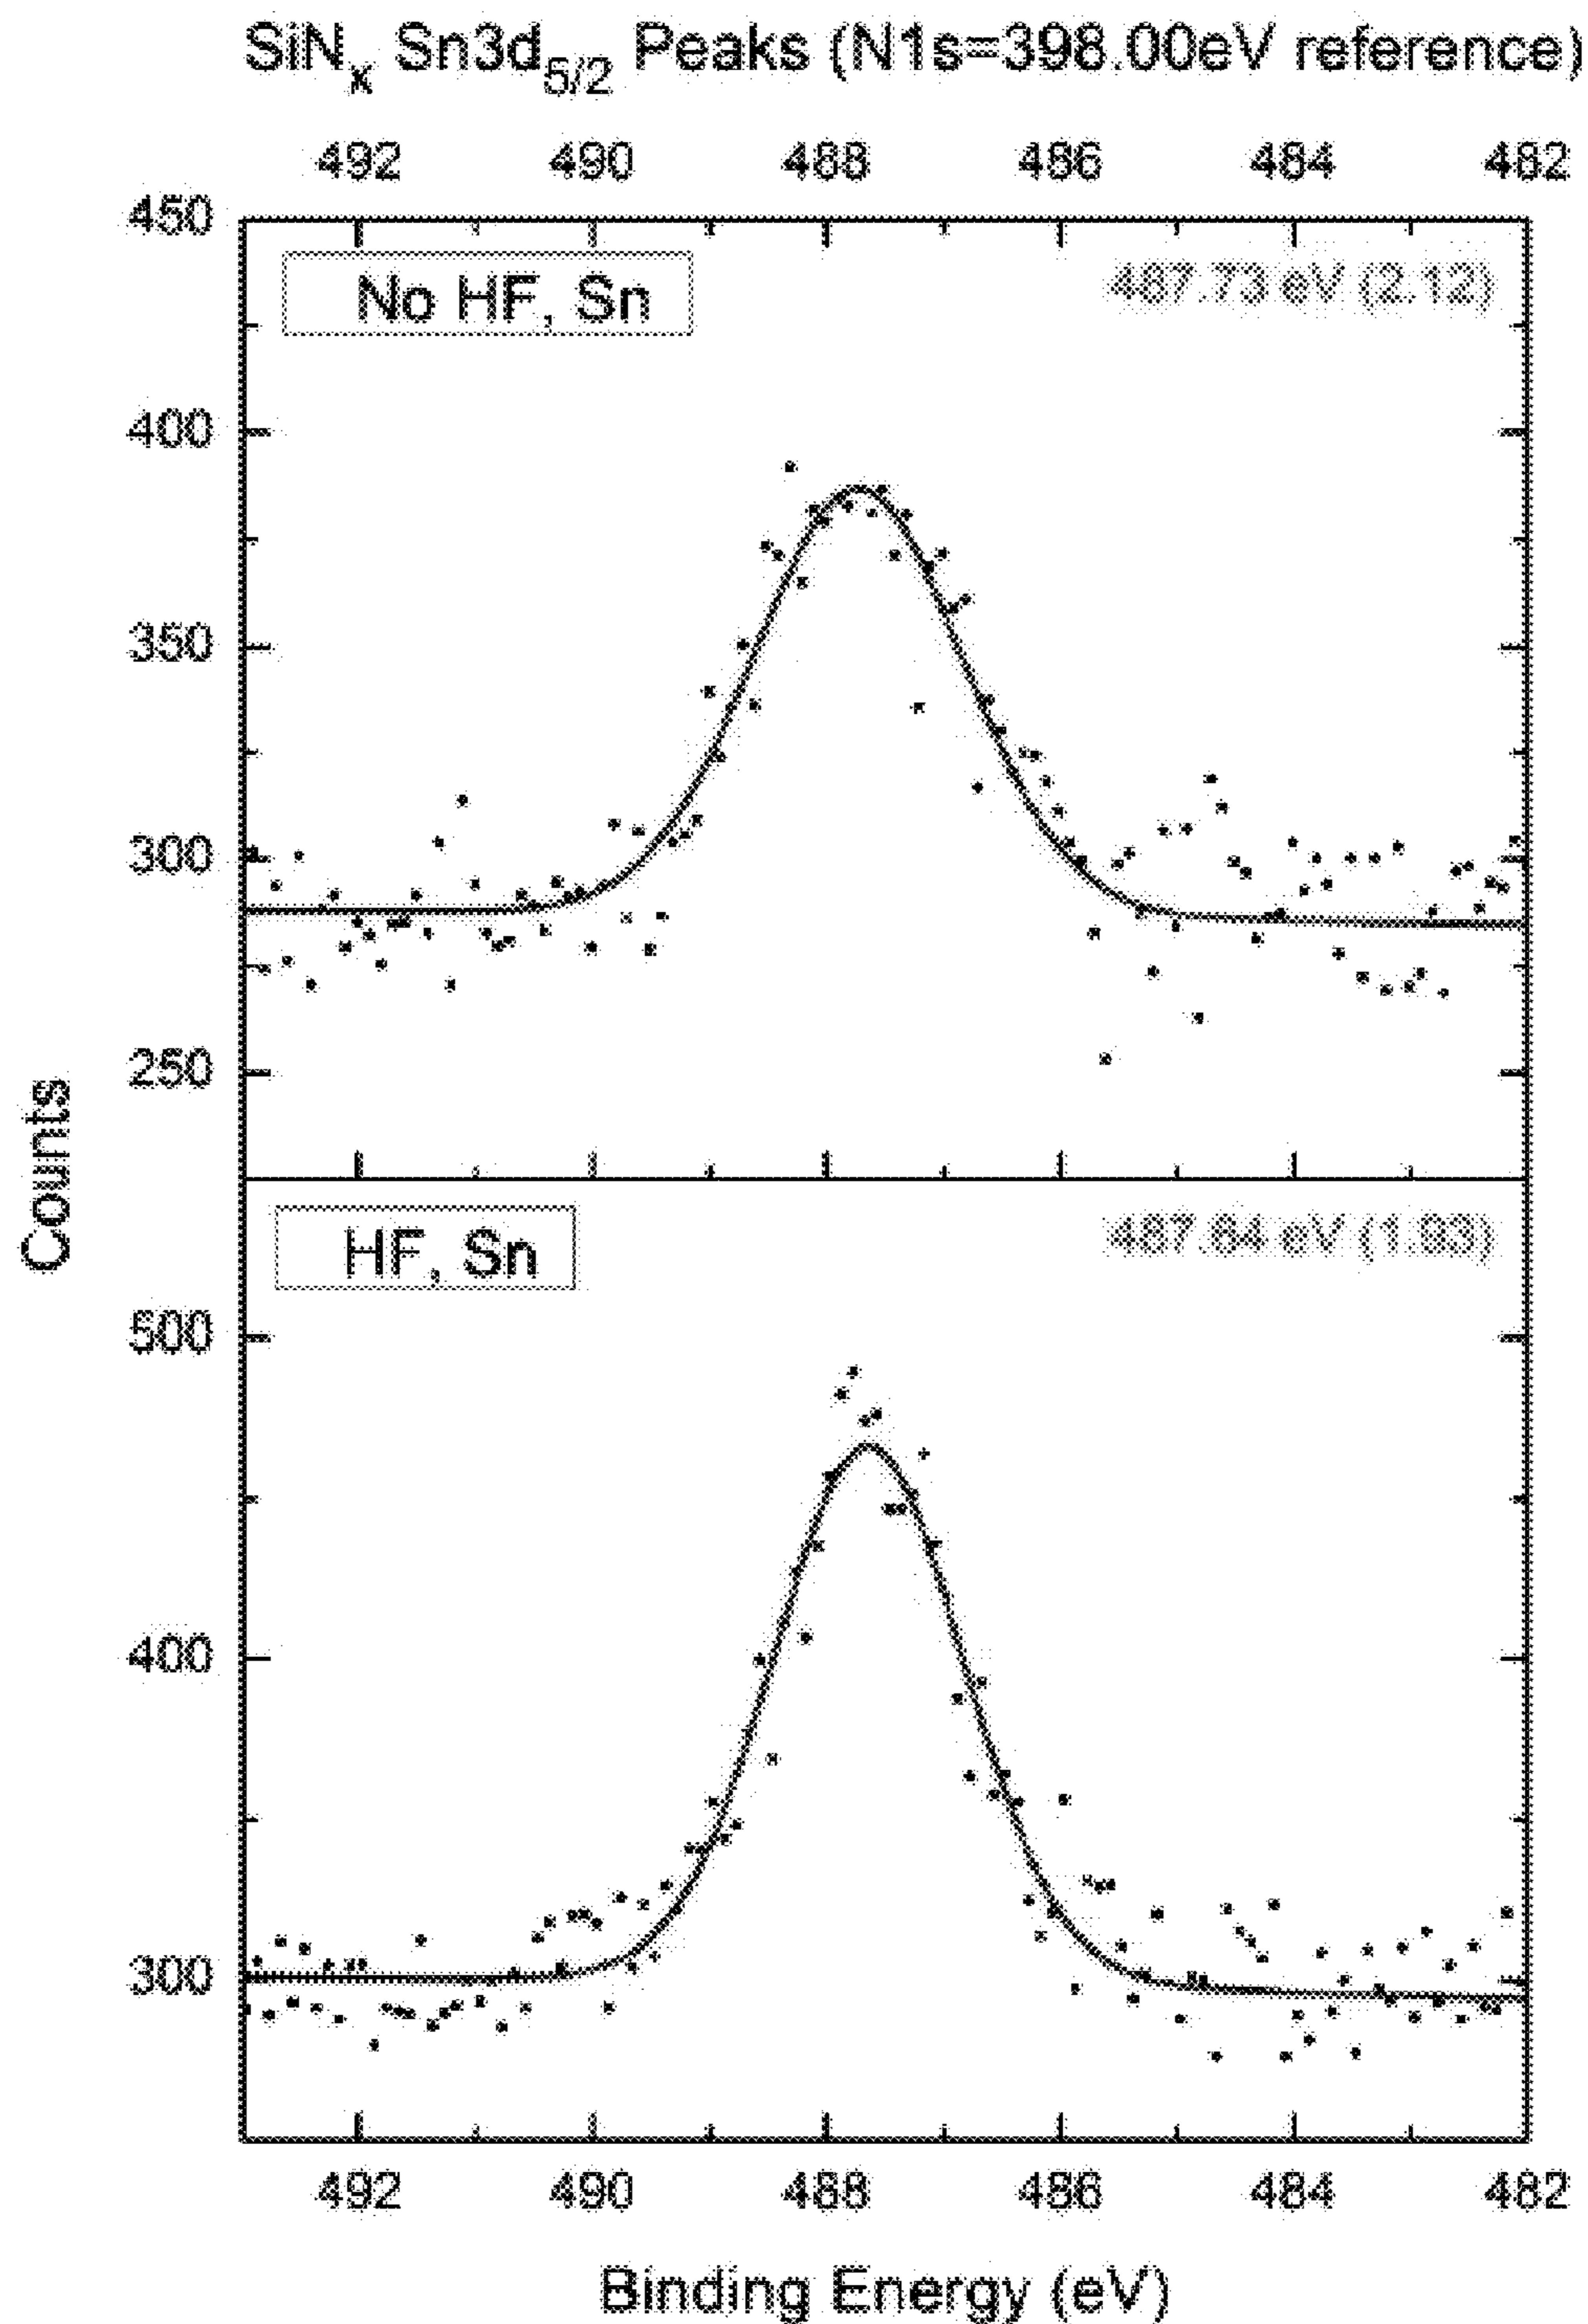 SiNx Sn3d5/2 Peaks (N1s=398.00eV reference)
492 490 488 486 484 482
450
No HF, Sn
487.73 eV (2.12)
400
350
300
250
Counts
HF, Sn
487.64 eV (1.93)
500
400
300
492 490 488 486 484 482
Binding Energy (eV)